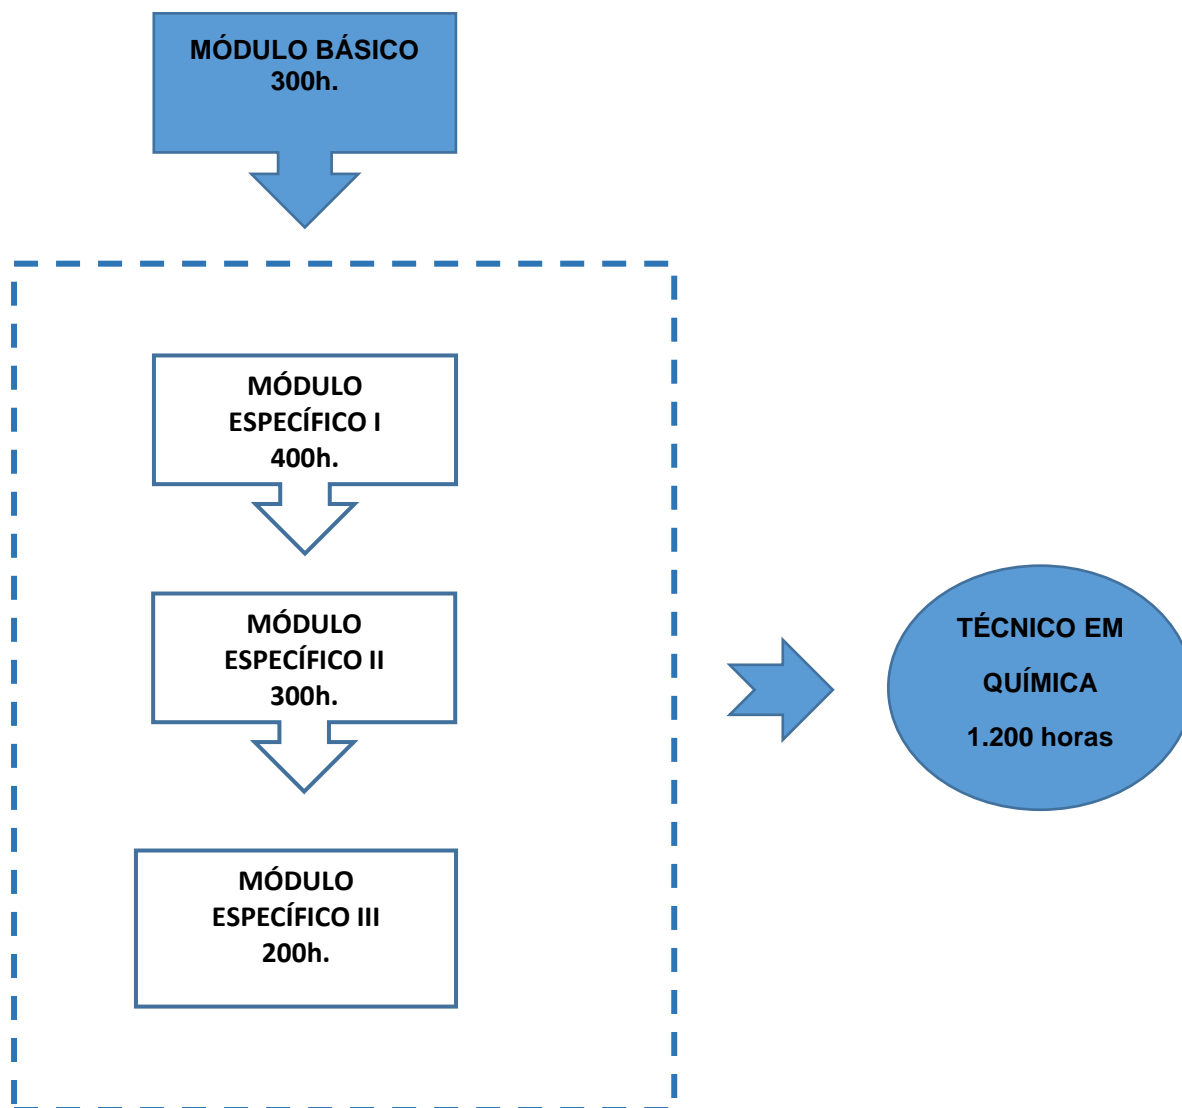 MÓDULO BÁSICO
300h.
MÓDULO
ESPECÍFICO I
400h.
MÓDULO
ESPECÍFICO II
300h.
MÓDULO
ESPECÍFICO III
200h.
TÉCNICO EM
QUÍMICA
1.200 horas